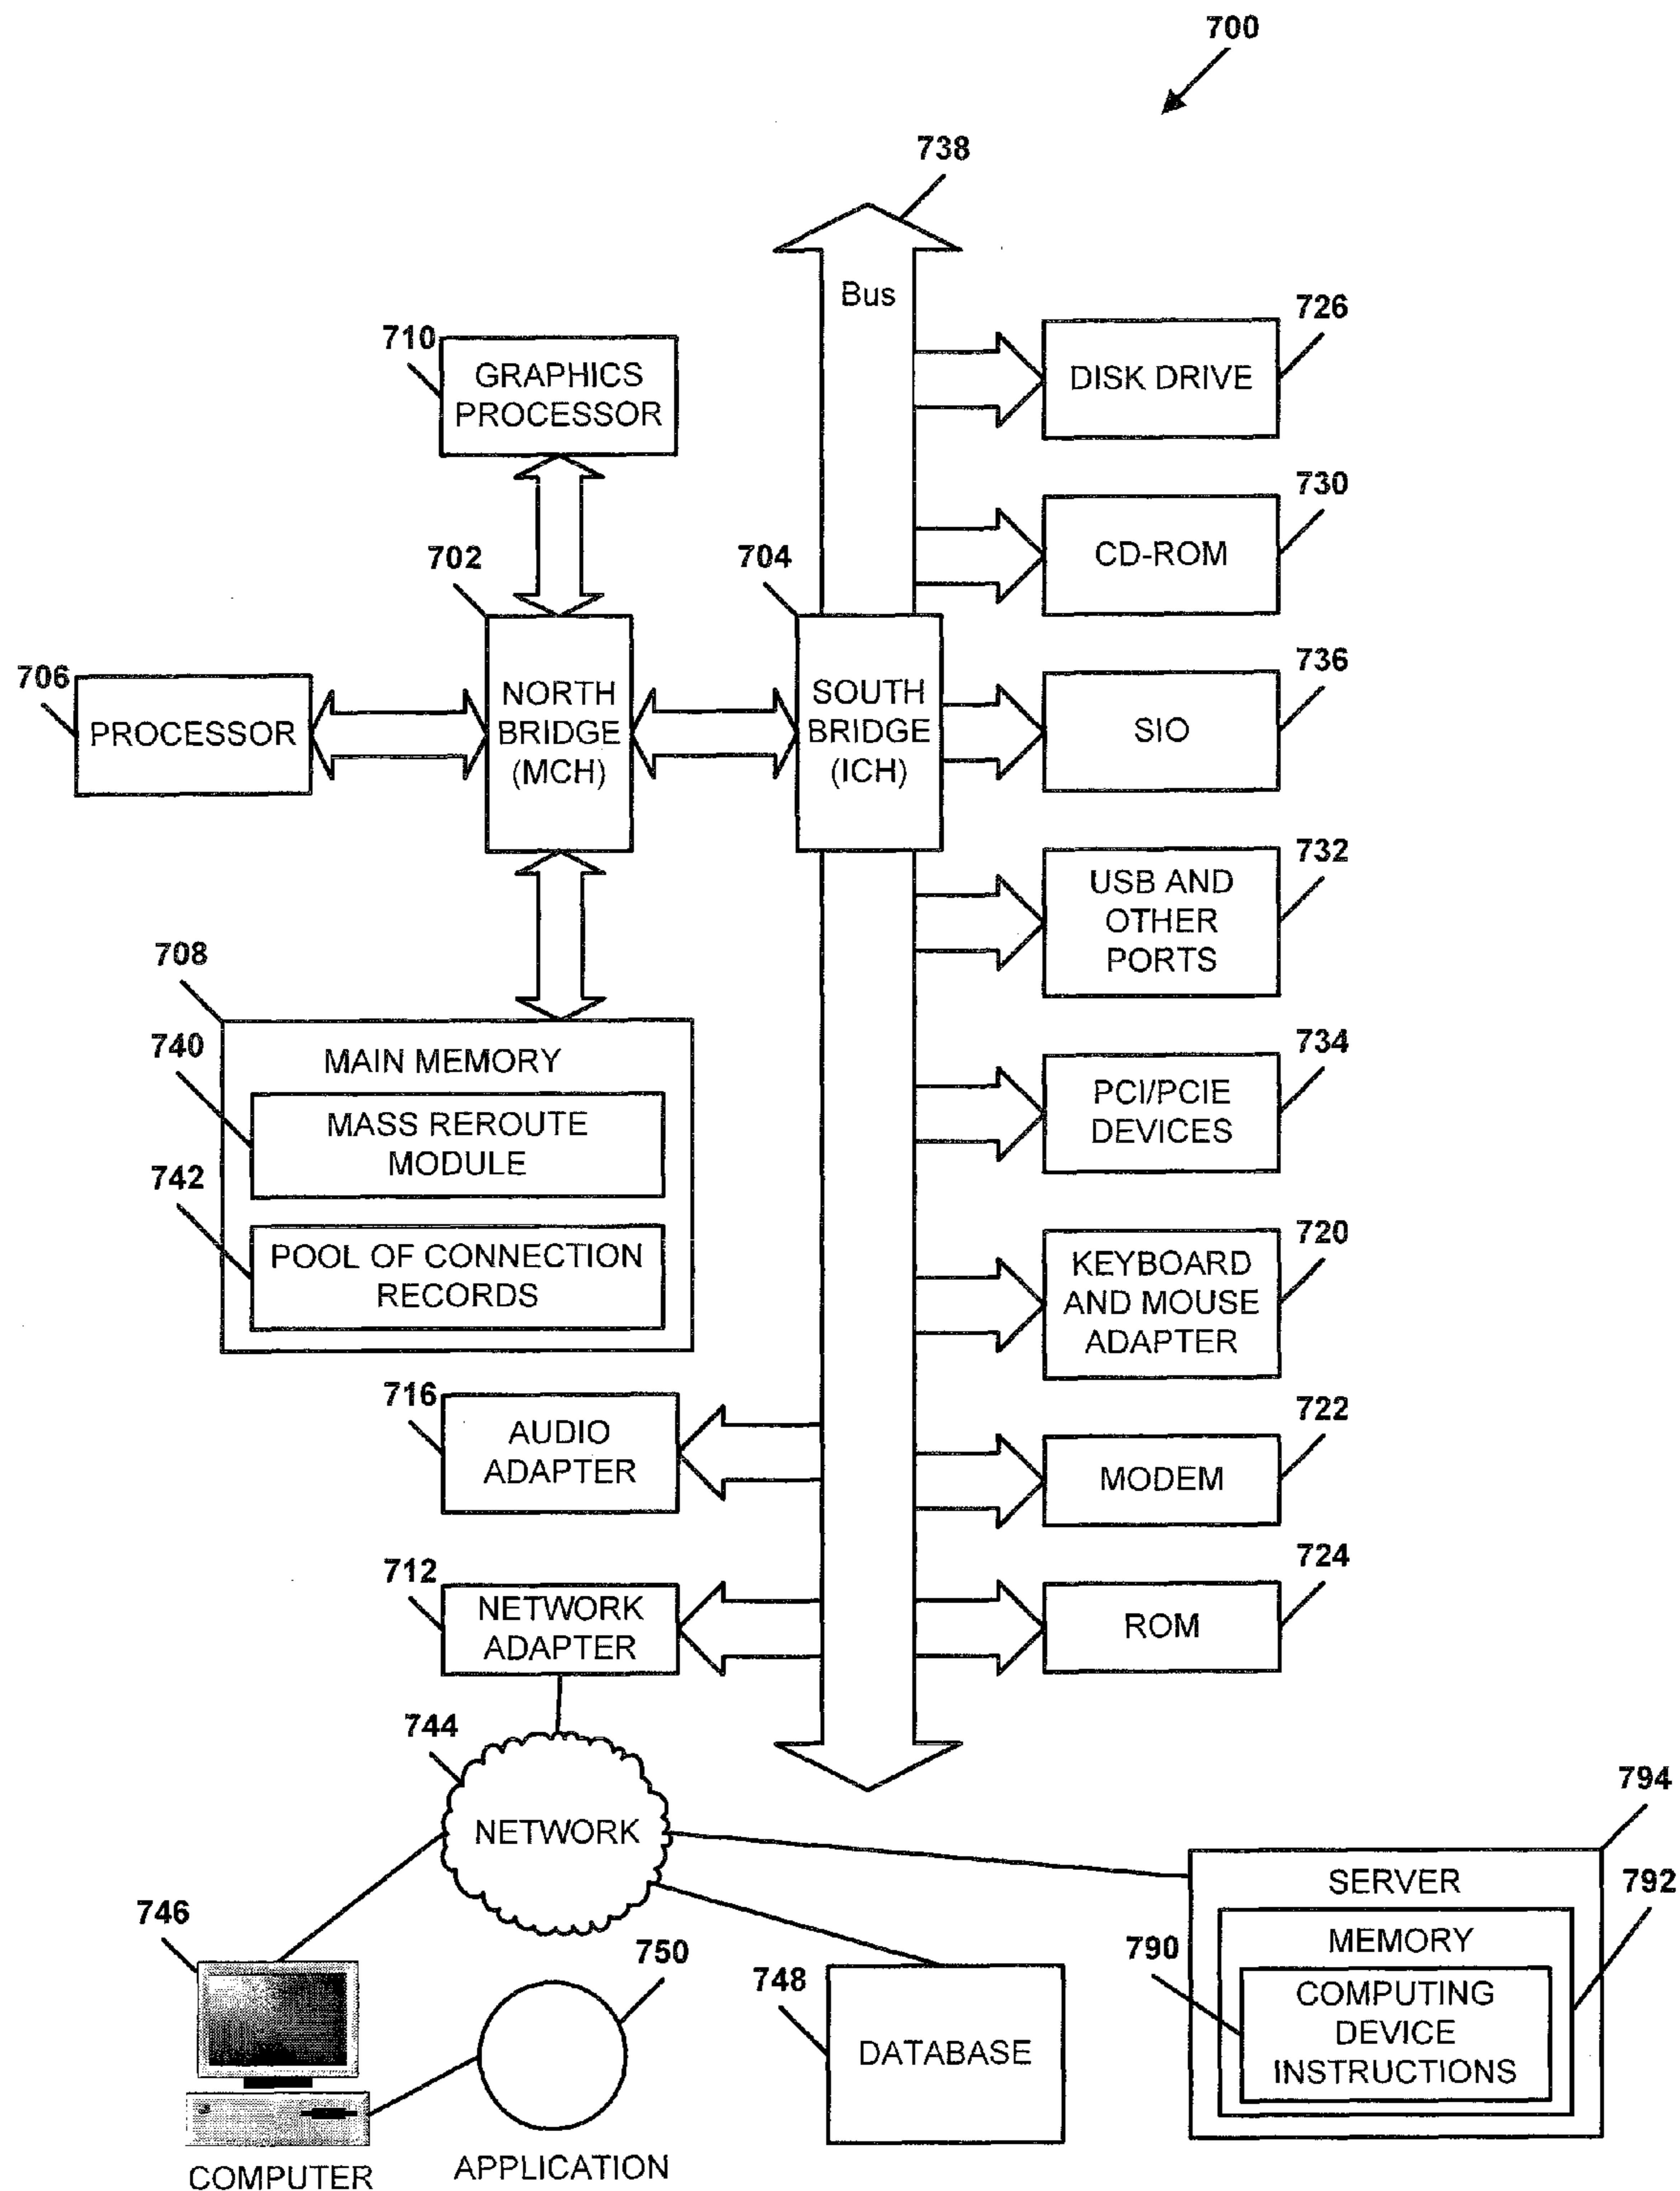 700
738
Bus
726
DISK DRIVE
710
GRAPHICS
PROCESSOR
730
CD-ROM
702
NORTH
BRIDGE
(MCH)
704
SOUTH
BRIDGE
(ICH)
706
PROCESSOR
736
SIO
732
USB AND
OTHER
PORTS
708
MAIN MEMORY
740
MASS REROUTE
MODULE
742
POOL OF CONNECTION
RECORDS
734
PCI/PCIE
DEVICES
720
KEYBOARD
AND MOUSE
ADAPTER
716
AUDIO
ADAPTER
722
MODEM
712
NETWORK
ADAPTER
724
ROM
744
NETWORK
794
SERVER
792
MEMORY
790
COMPUTING
DEVICE
INSTRUCTIONS
746
COMPUTER
750
APPLICATION
748
DATABASE